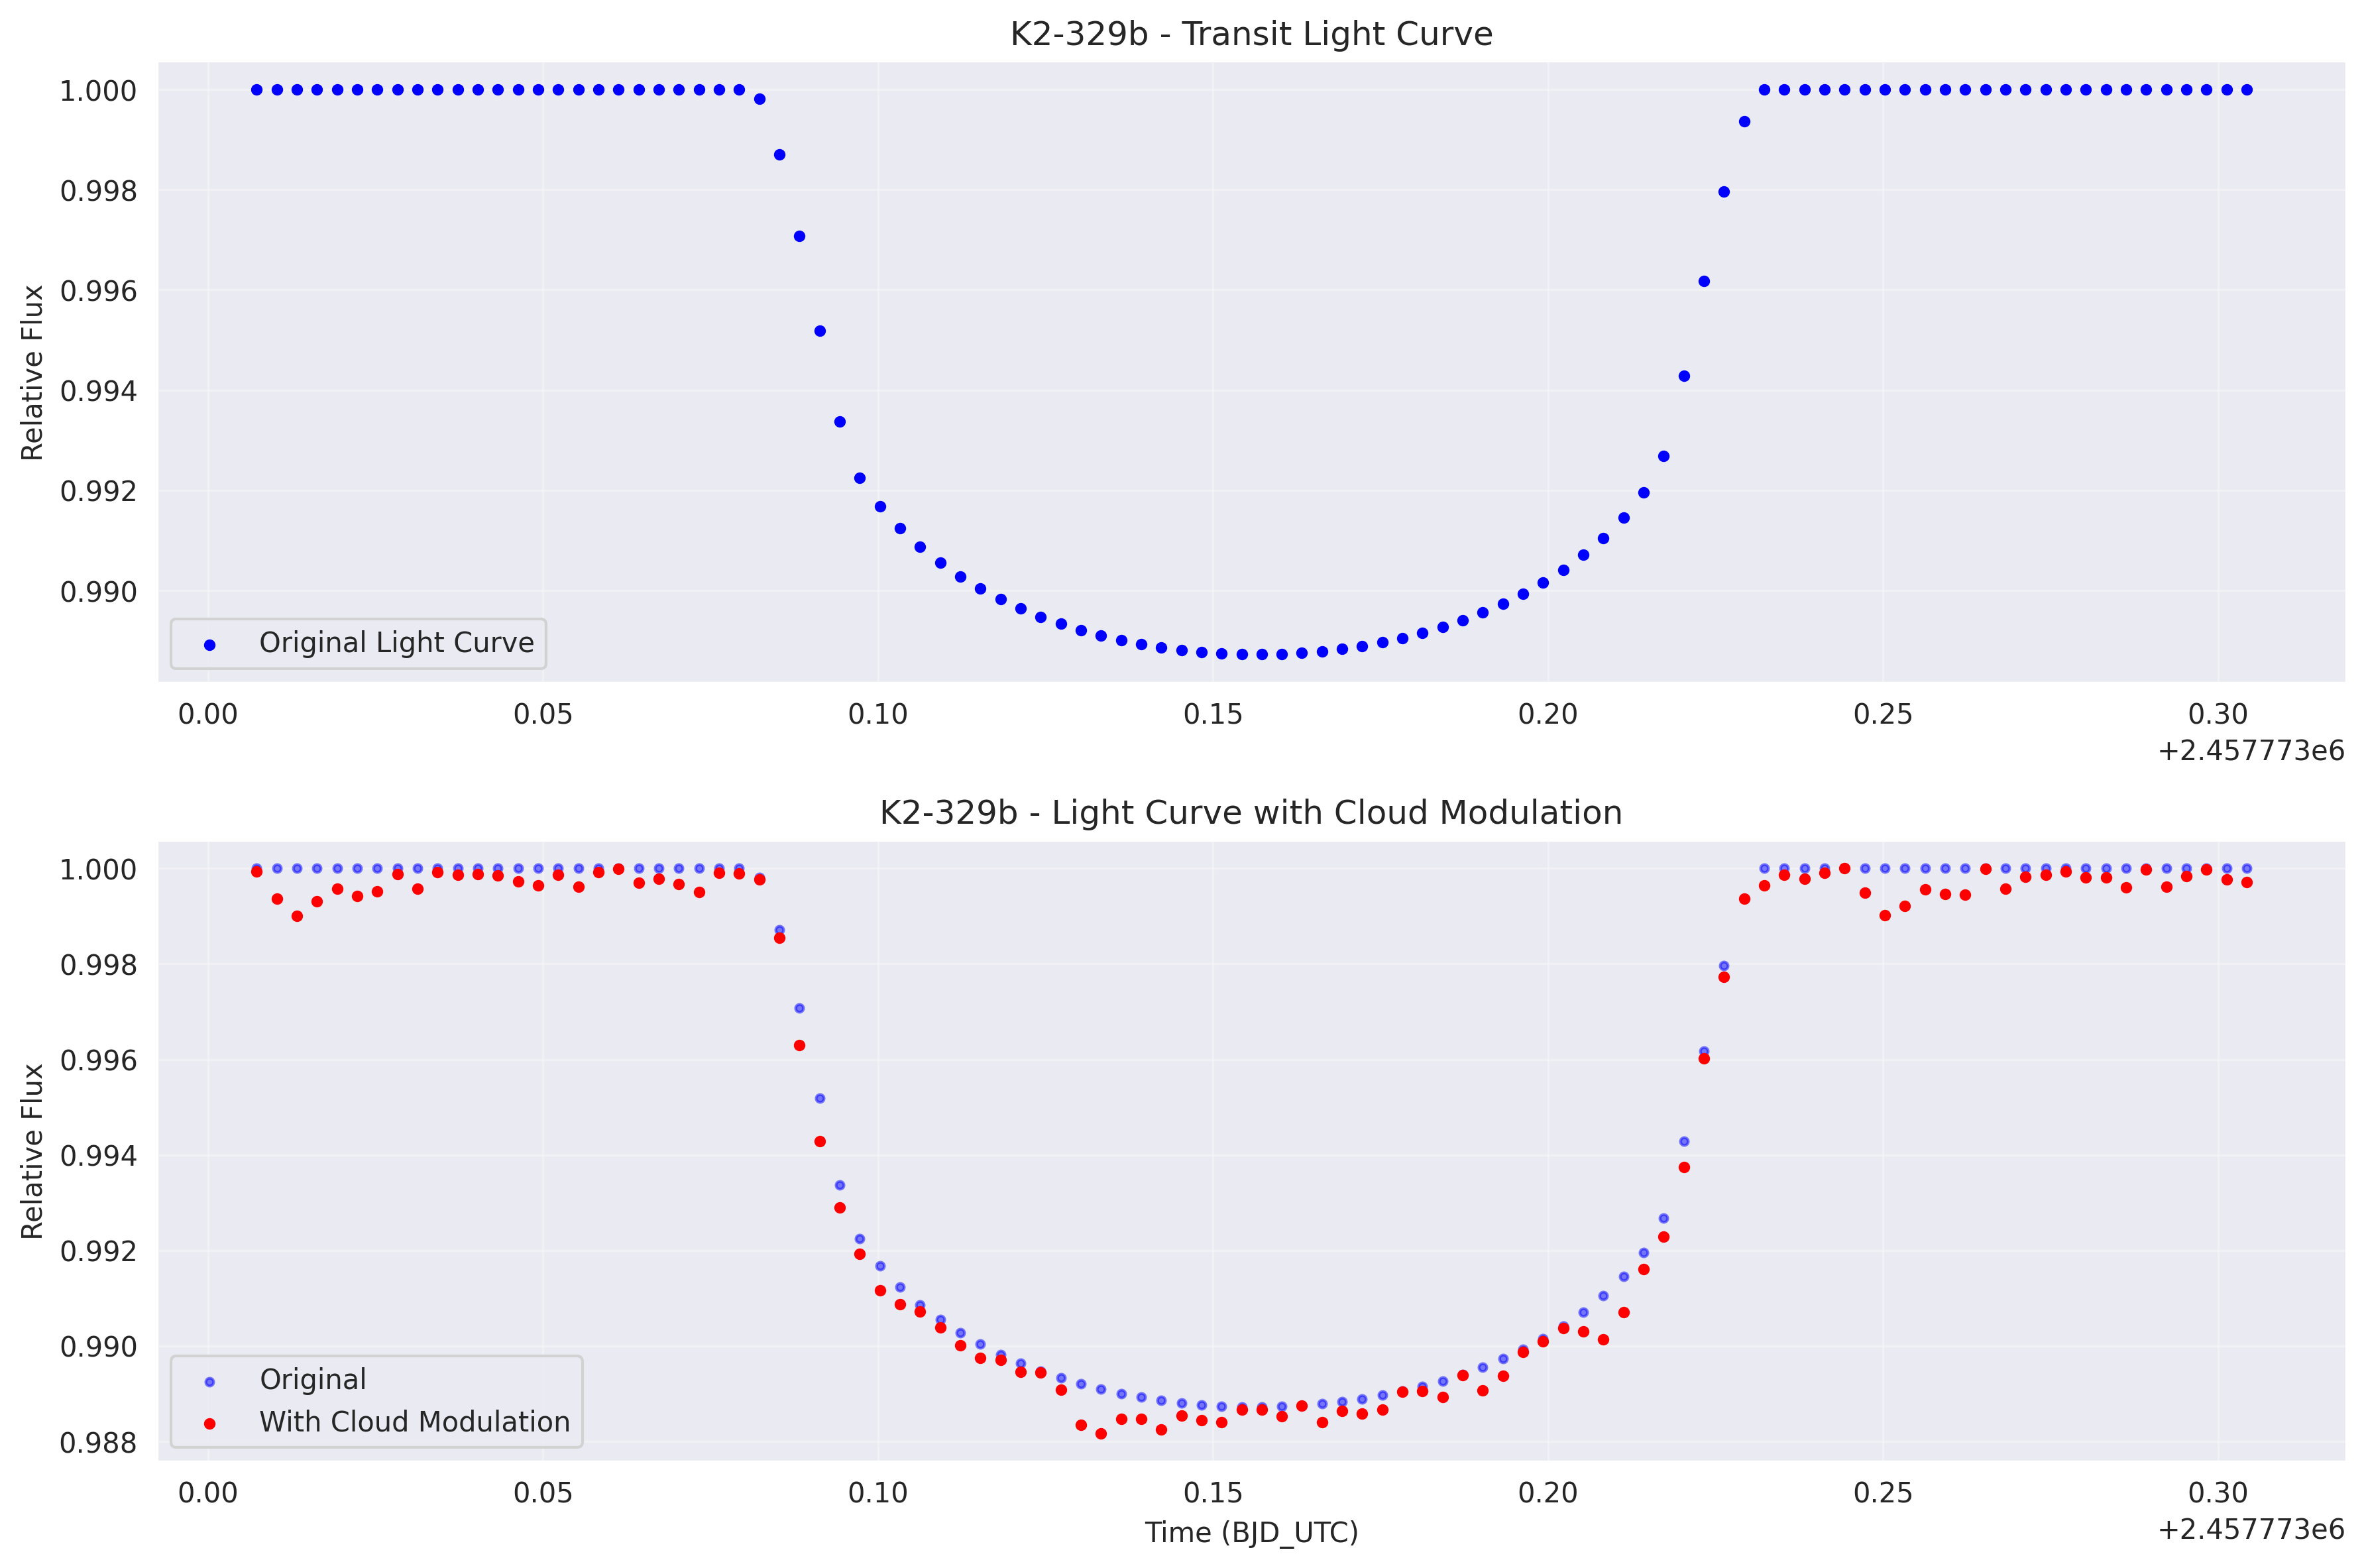 K2-329b - Transit Light Curve
Relative Flux
1.000
0.998
0.996
0.994
0.992
0.990
Original Light Curve
0.00 0.05 0.10 0.15 0.20 0.25 0.30
+2.457773e6
K2-329b - Light Curve with Cloud Modulation
Relative Flux
1.000
0.998
0.996
0.994
0.992
0.990
0.988
Original
With Cloud Modulation
0.00 0.05 0.10 0.15 0.20 0.25 0.30
Time (BJD_UTC)
+2.457773e6